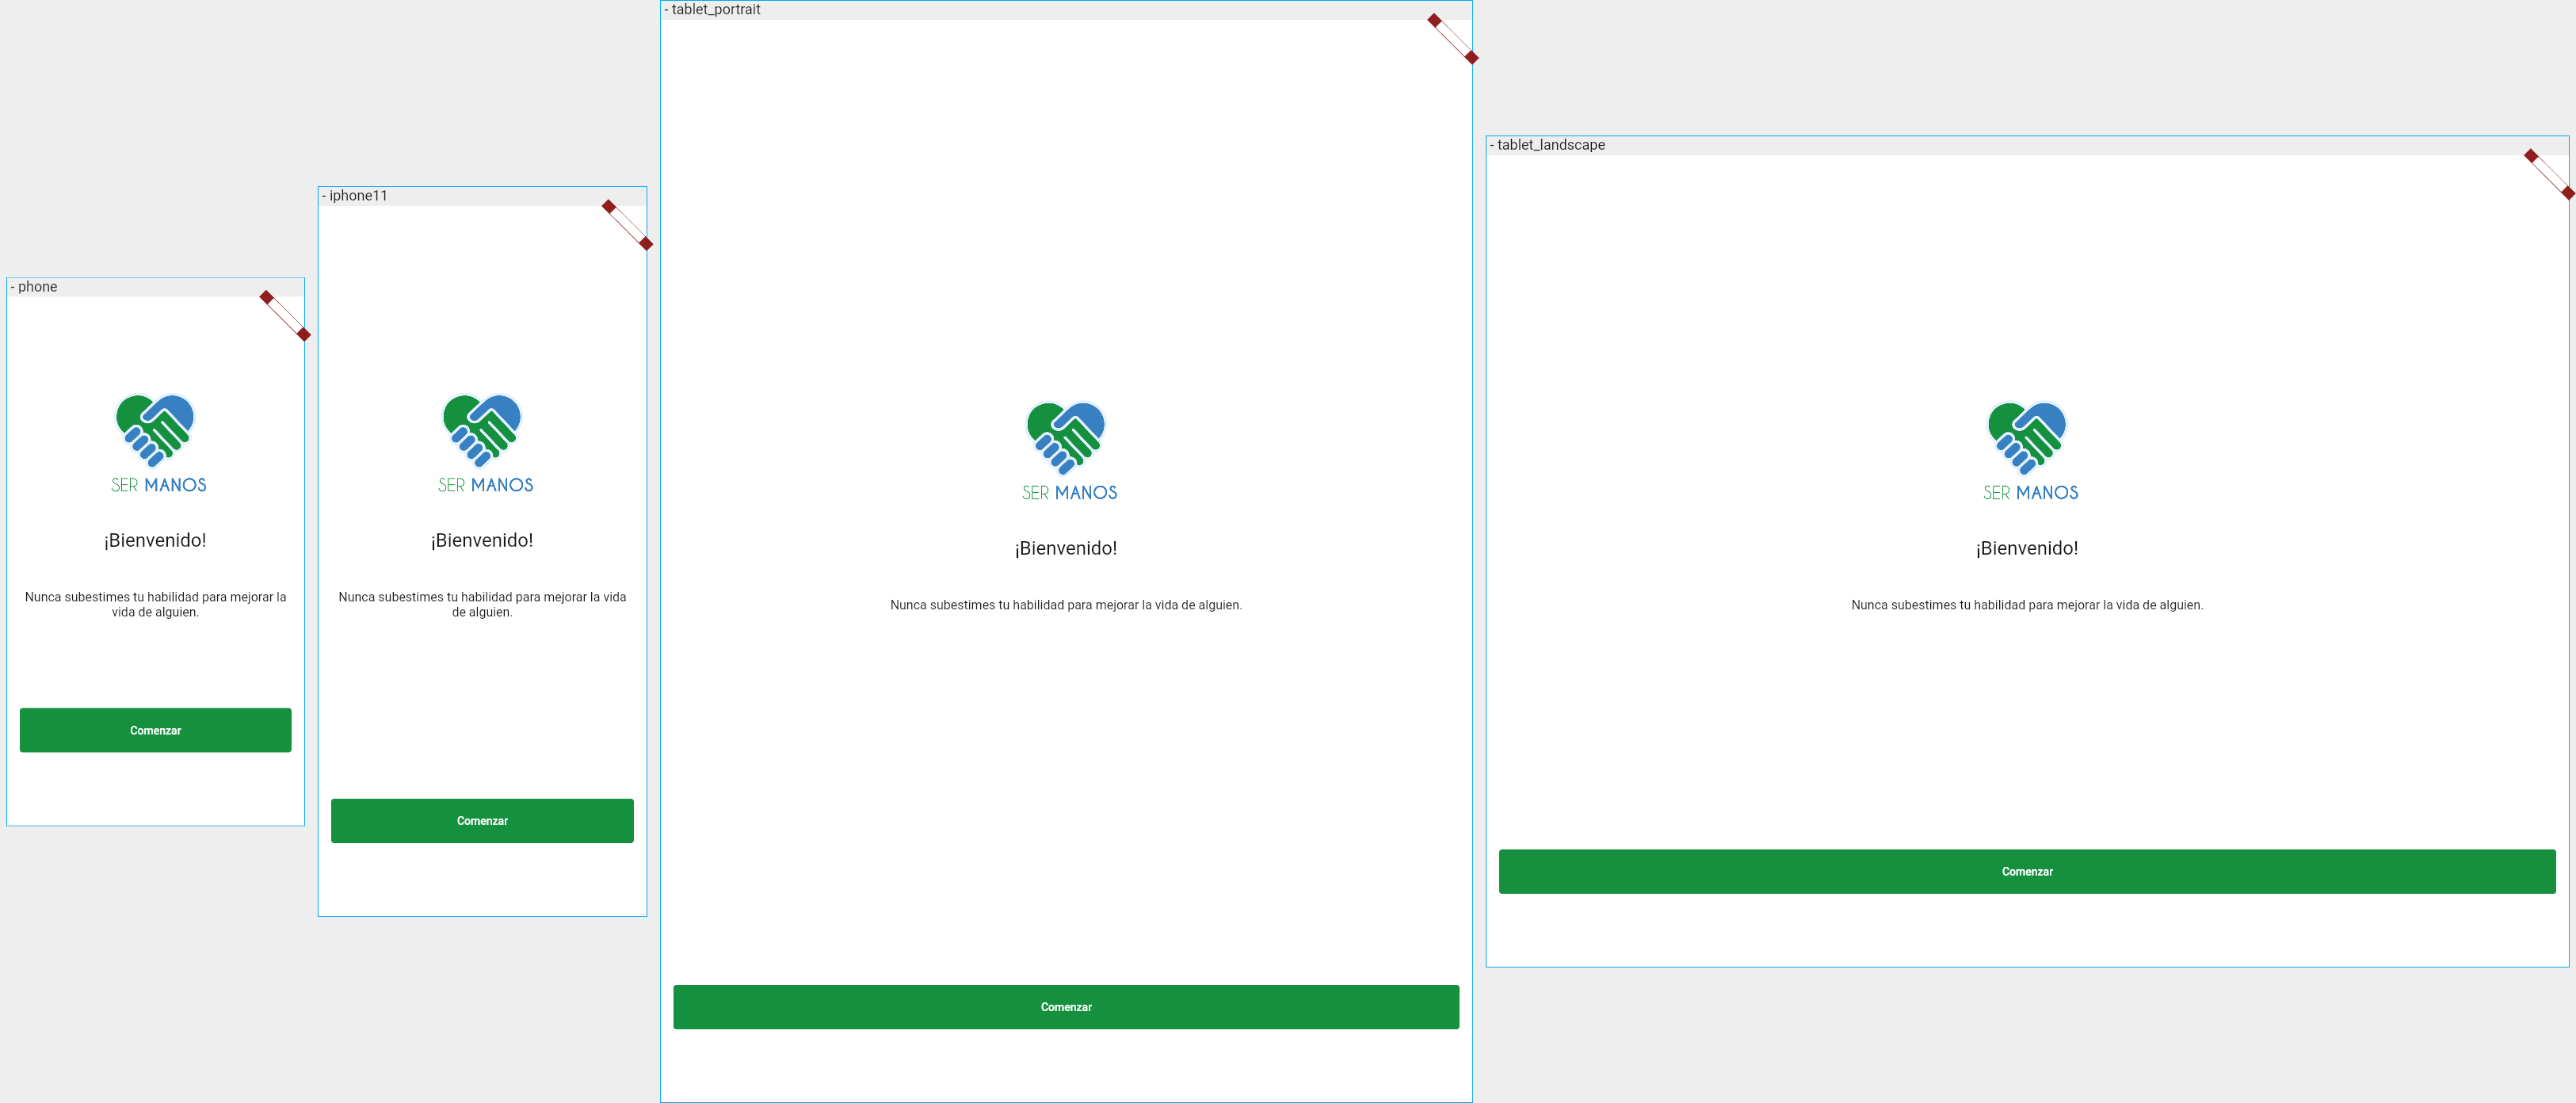 - phone
SER MANOS
¡Bienvenido!
Nunca subestimes tu habilidad para mejorar la
vida de alguien.
Comenzar
- iphone11
SER MANOS
¡Bienvenido!
Nunca subestimes tu habilidad para mejorar la vida
de alguien.
Comenzar
- tablet_portrait
SER MANOS
¡Bienvenido!
Nunca subestimes tu habilidad para mejorar la vida de alguien.
Comenzar
- tablet_landscape
SER MANOS
¡Bienvenido!
Nunca subestimes tu habilidad para mejorar la vida de alguien.
Comenzar